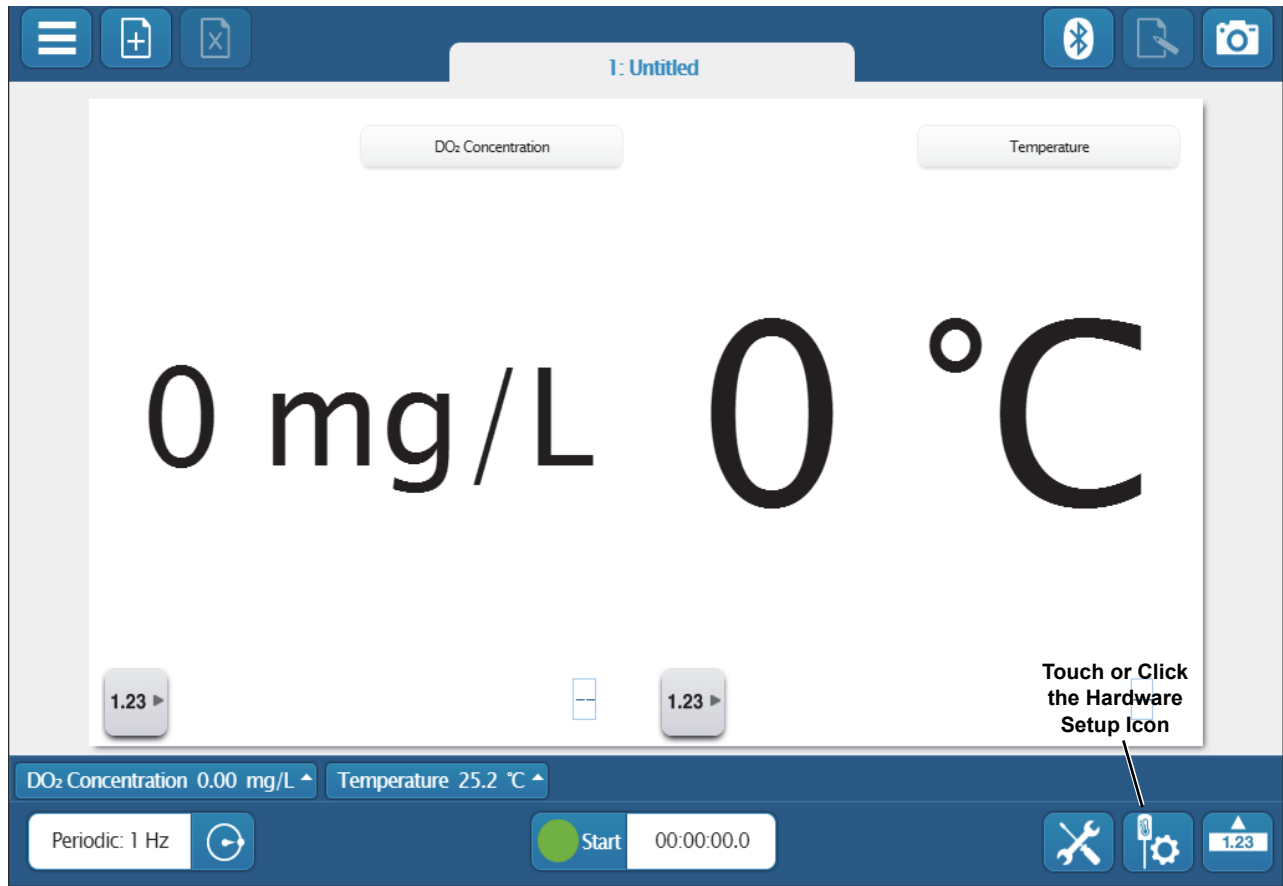 1: Untitled
DO₂ Concentration
Temperature
0 mg/L
0 °C
1.23
--
1.23
--
Touch or Click
the Hardware
Setup Icon
DO₂ Concentration 0.00 mg/L
Temperature 25.2 °C
Periodic: 1 Hz
Start
00:00:00.0
1.23